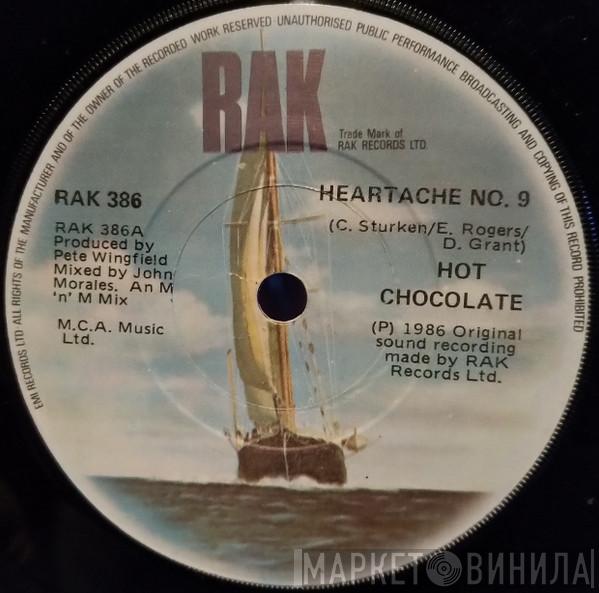 EMI RECORDS LTD ALL RIGHTS OF THE MANUFACTURER AND OF THE OWNER OF THE RECORDED WORK RESERVED UNAUTHORISED PUBLIC PERFORMANCE BROADCASTING AND COPYING OF THIS RECORD PROHIBITED
RAK
Trade Mark of
RAK RECORDS LTD.
RAK 386
RAK 386A
Produced by
Pete Wingfield
Mixed by John
Morales. An M
'n' M Mix
M.C.A. Music
Ltd.
HEARTACHE NO. 9
(C. Sturken/E. Rogers/
D. Grant)
HOT
CHOCOLATE
(P) 1986 Original
sound recording
made by RAK
Records Ltd.
МАРКЕТ ВИНИЛА